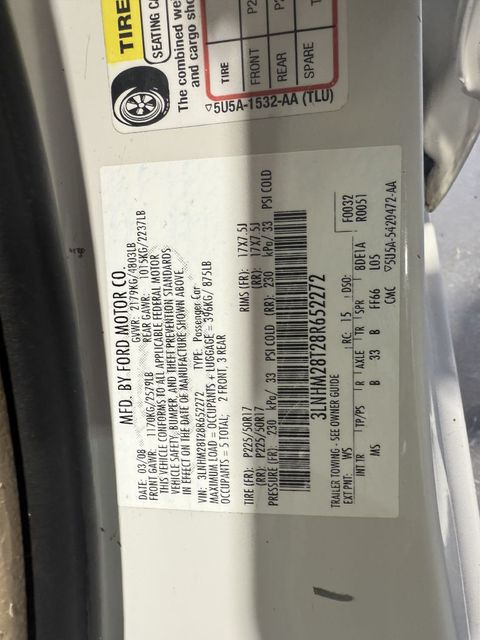 TIRE
SEATING CA
The combined we
and cargo sho
TIRE
FRONT P2
REAR P2
SPARE T
▽5U5A-1532-AA (TLU)
MFD. BY FORD MOTOR CO.
DATE: 03/08 GVWR: 2179KG/4803LB
FRONT GAWR: 1170KG/2579LB REAR GAWR: 1015KG/2237LB
THIS VEHICLE CONFORMS TO ALL APPLICABLE FEDERAL MOTOR
VEHICLE SAFETY, BUMPER, AND THEFT PREVENTION STANDARDS
IN EFFECT ON THE DATE OF MANUFACTURE SHOWN ABOVE.
VIN: 3LNHM28T28R652272 TYPE: Passenger Car
MAXIMUM LOAD = OCCUPANTS + LUGGAGE = 396KG/ 875LB
OCCUPANTS = 5 TOTAL; 2 FRONT, 3 REAR
TIRE (FR): P225/50R17 RIMS (FR): 17X7.5J
(RR): P225/50R17 (RR): 17X7.5J
PRESSURE (FR): 230 kPa/ 33 PSI COLD (RR): 230 kPa/ 33 PSI COLD
3LNHM28T28R652272
F0032
R0051
TRAILER TOWING - SEE OWNER GUIDE
EXT PNT: WS RC: 15 DSO:
INT TR TP/PS R AXLE TR SPR BDE1A
MS B 33 B FF66 L05
CMC ▽5U5A-5420472-AA